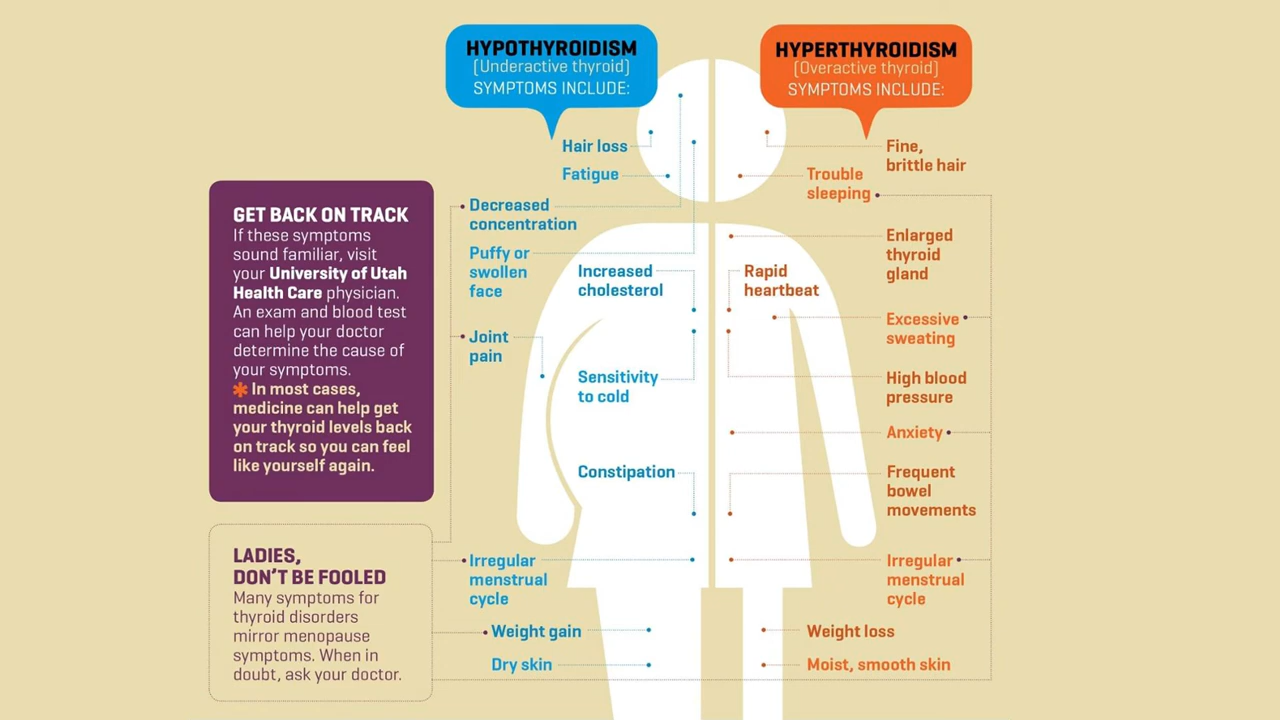 HYPOTHYROIDISM
(Underactive thyroid)
SYMPTOMS INCLUDE:
Hair loss
Fatigue
Decreased
concentration
Puffy or
swollen
face
Increased
cholesterol
Joint
pain
Sensitivity
to cold
Constipation
Irregular
menstrual
cycle
Weight gain
Dry skin
HYPERTHYROIDISM
(Overactive thyroid)
SYMPTOMS INCLUDE:
Fine,
brittle hair
Trouble
sleeping
Enlarged
thyroid
gland
Rapid
heartbeat
Excessive
sweating
High blood
pressure
Anxiety
Frequent
bowel
movements
Irregular
menstrual
cycle
Weight loss
Moist, smooth skin
GET BACK ON TRACK
If these symptoms
sound familiar, visit
your University of Utah
Health Care physician.
An exam and blood test
can help your doctor
determine the cause of
your symptoms.
✱ In most cases,
medicine can help get
your thyroid levels back
on track so you can feel
like yourself again.
LADIES,
DON'T BE FOOLED
Many symptoms for
thyroid disorders
mirror menopause
symptoms. When in
doubt, ask your doctor.